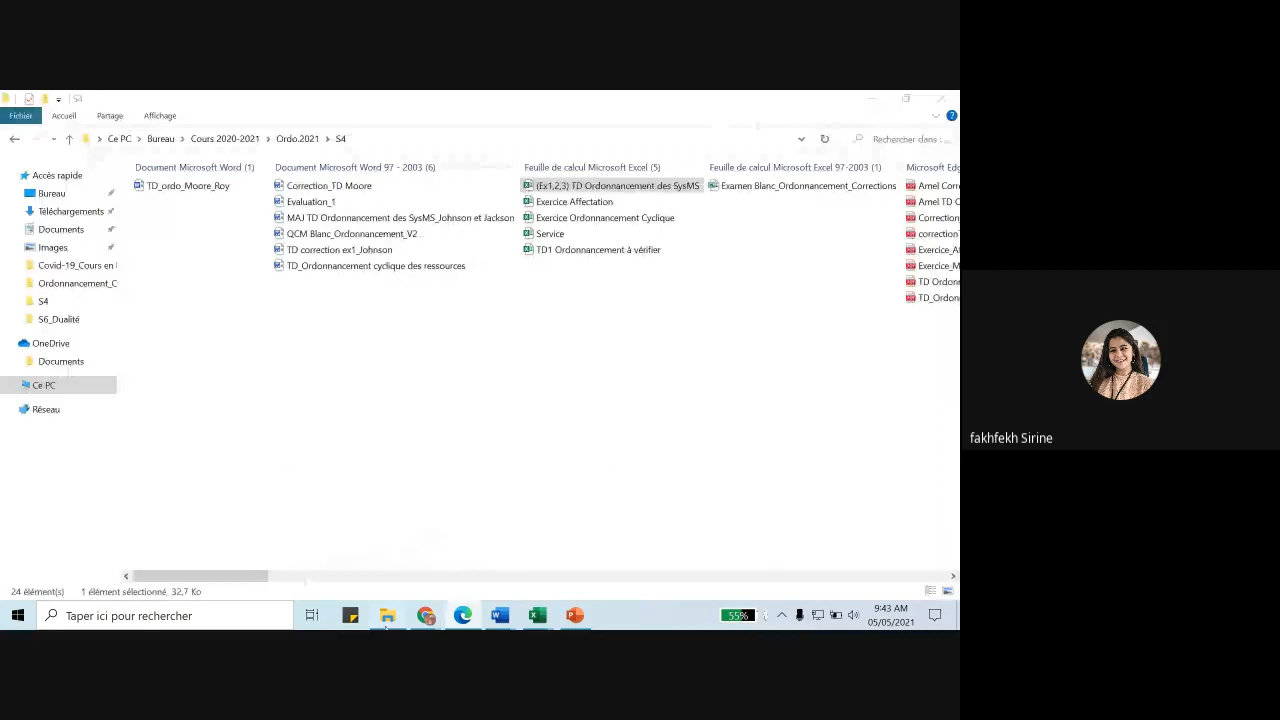 S4
Fichier Accueil Partage Affichage
Ce PC Bureau Cours 2020-2021 Ordo.2021 S4
Rechercher dans : ...
Accès rapide
Bureau
Téléchargements
Documents
Images
Covid-19_Cours en l
Ordonnancement_C
S4
S6_Dualité
OneDrive
Documents
Ce PC
Réseau
Document Microsoft Word (1)
TD_ordo_Moore_Roy
Document Microsoft Word 97 - 2003 (6)
Correction_TD Moore
Evaluation_1
MAJ TD Ordonnancement des SysMS_Johnson et Jackson
QCM Blanc_Ordonnancement_V2
TD correction ex1_Johnson
TD_Ordonnancement cyclique des ressources
Feuille de calcul Microsoft Excel (5)
(Ex1,2,3) TD Ordonnancement des SysMS
Exercice Affectation
Exercice Ordonnancement Cyclique
Service
TD1 Ordonnancement à vérifier
Feuille de calcul Microsoft Excel 97-2003 (1)
Examen Blanc_Ordonnancement_Corrections
Microsoft Edg
Amel Corr
Amel TD C
Correction
correctionT
Exercice_Af
Exercice_M
TD Ordonr
TD_Ordon
24 élément(s) 1 élément sélectionné. 32,7 Ko
Taper ici pour rechercher
55%
9:43 AM
05/05/2021
fakhfekh Sirine